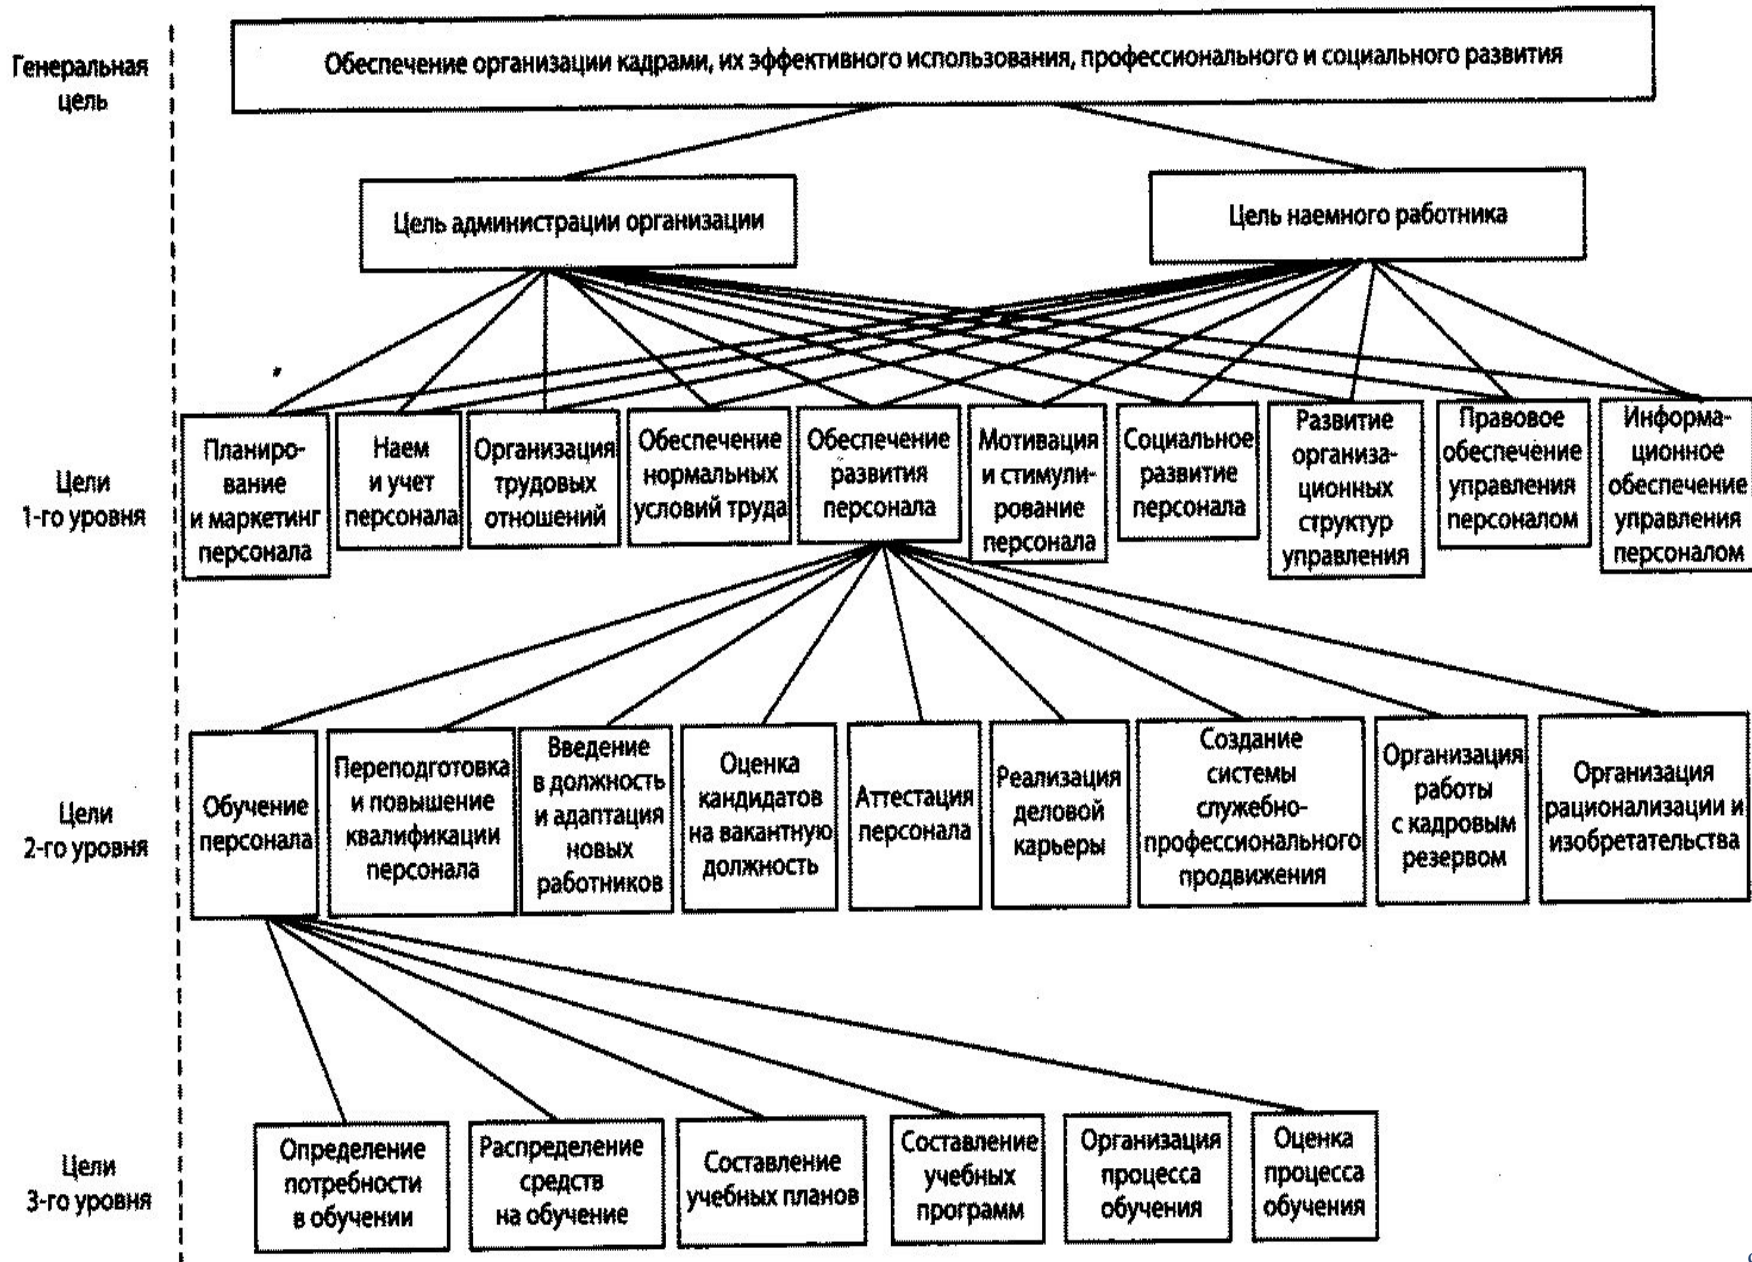 Генеральная
цель
Обеспечение организации кадрами, их эффективного использования, профессионального и социального развития
Цель администрации организации
Цель наемного работника
Цели
1-го уровня
Планиро-
вание
и маркетинг
персонала
Наем
и учет
персонала
Организация
трудовых
отношений
Обеспечение
нормальных
условий труда
Обеспечение
развития
персонала
Мотивация
и стимули-
рование
персонала
Социальное
развитие
персонала
Развитие
организа-
ционных
структур
управления
Правовое
обеспечение
управления
персоналом
Информа-
ционное
обеспечение
управления
персоналом
Цели
2-го уровня
Обучение
персонала
Переподготовка
и повышение
квалификации
персонала
Введение
в должность
и адаптация
новых
работников
Оценка
кандидатов
на вакантную
должность
Аттестация
персонала
Реализация
деловой
карьеры
Создание
системы
служебно-
профессионального
продвижения
Организация
работы
с кадровым
резервом
Организация
рационализации и
изобретательства
Цели
3-го уровня
Определение
потребности
в обучении
Распределение
средств
на обучение
Составление
учебных планов
Составление
учебных
программ
Организация
процесса
обучения
Оценка
процесса
обучения